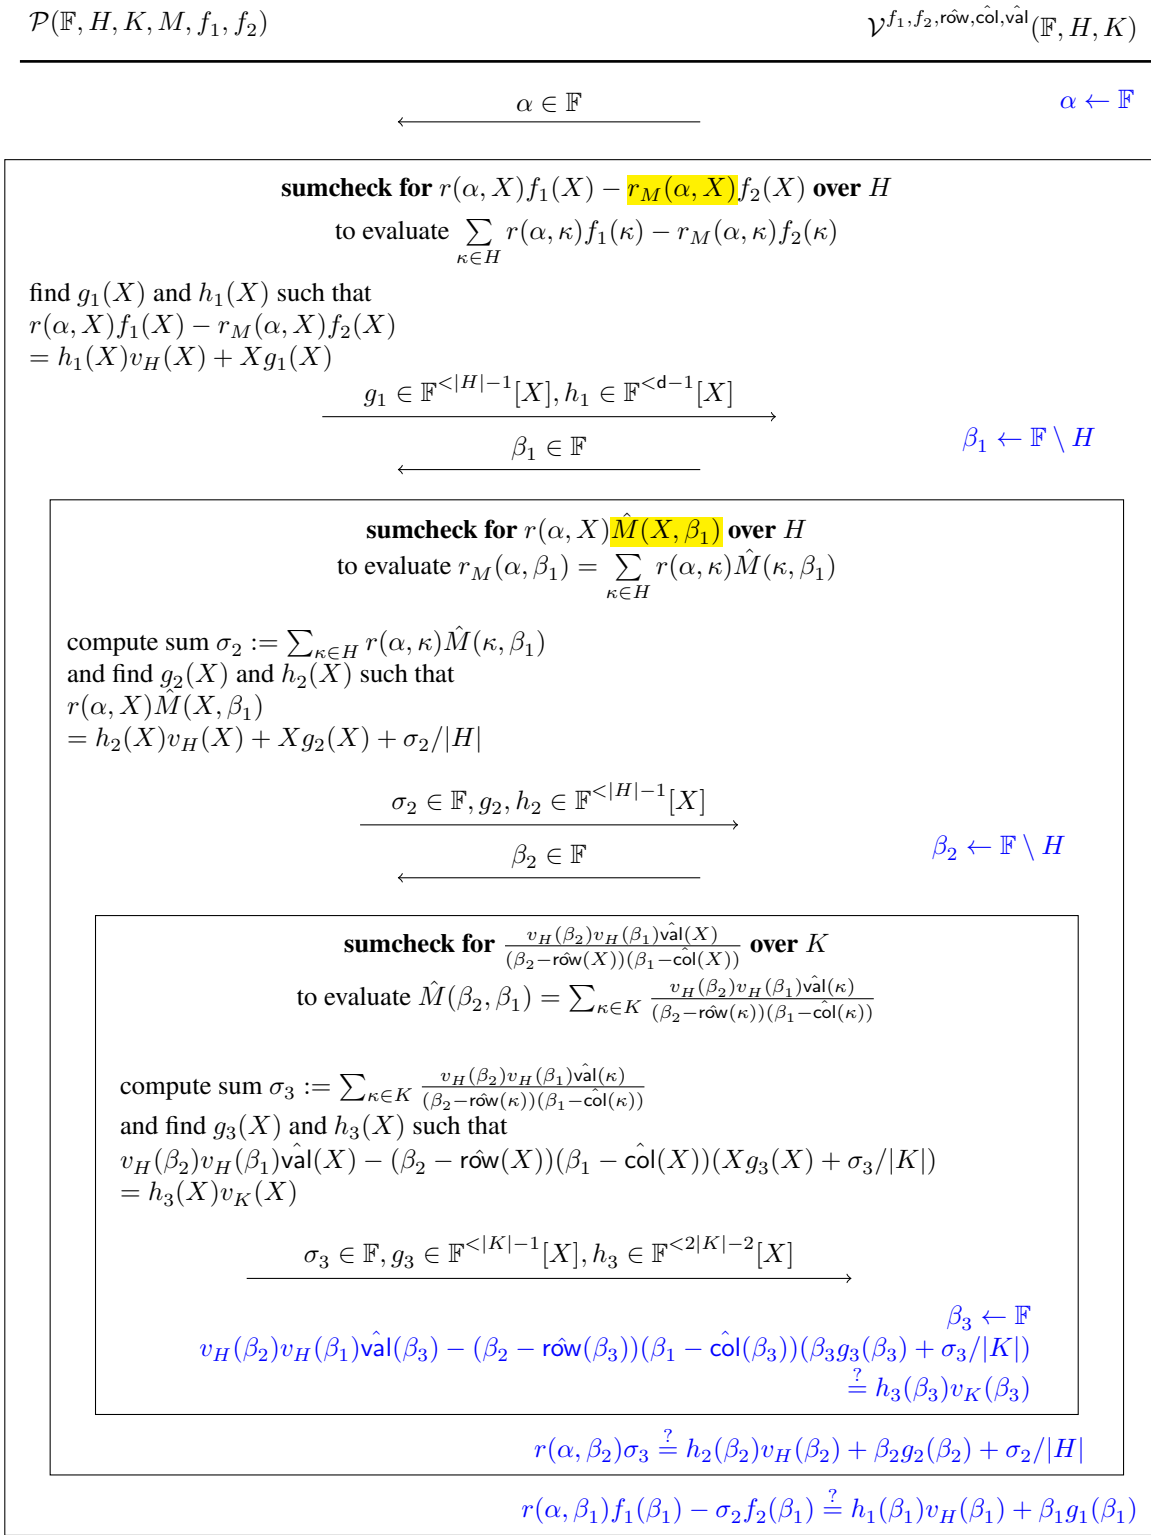 𝒫(𝔽, H, K, M, f₁, f₂) 𝒱^{f₁,f₂,rôw,côl,vâl}(𝔽, H, K)
α ∈ 𝔽 α ← 𝔽
sumcheck for r(α, X)f₁(X) − r_M(α, X)f₂(X) over H
to evaluate ∑_{κ∈H} r(α, κ)f₁(κ) − r_M(α, κ)f₂(κ)
find g₁(X) and h₁(X) such that
r(α, X)f₁(X) − r_M(α, X)f₂(X)
= h₁(X)v_H(X) + Xg₁(X)
g₁ ∈ 𝔽^{<|H|−1}[X], h₁ ∈ 𝔽^{<d−1}[X]
β₁ ∈ 𝔽 β₁ ← 𝔽 \ H
sumcheck for r(α, X)M̂(X, β₁) over H
to evaluate r_M(α, β₁) = ∑_{κ∈H} r(α, κ)M̂(κ, β₁)
compute sum σ₂ := ∑_{κ∈H} r(α, κ)M̂(κ, β₁)
and find g₂(X) and h₂(X) such that
r(α, X)M̂(X, β₁)
= h₂(X)v_H(X) + Xg₂(X) + σ₂/|H|
σ₂ ∈ 𝔽, g₂, h₂ ∈ 𝔽^{<|H|−1}[X]
β₂ ∈ 𝔽 β₂ ← 𝔽 \ H
sumcheck for \frac{v_H(β₂)v_H(β₁)vâl(X)}{(β₂−rôw(X))(β₁−côl(X))} over K
to evaluate M̂(β₂, β₁) = ∑_{κ∈K} \frac{v_H(β₂)v_H(β₁)vâl(κ)}{(β₂−rôw(κ))(β₁−côl(κ))}
compute sum σ₃ := ∑_{κ∈K} \frac{v_H(β₂)v_H(β₁)vâl(κ)}{(β₂−rôw(κ))(β₁−côl(κ))}
and find g₃(X) and h₃(X) such that
v_H(β₂)v_H(β₁)vâl(X) − (β₂ − rôw(X))(β₁ − côl(X))(Xg₃(X) + σ₃/|K|)
= h₃(X)v_K(X)
σ₃ ∈ 𝔽, g₃ ∈ 𝔽^{<|K|−1}[X], h₃ ∈ 𝔽^{<2|K|−2}[X]
β₃ ← 𝔽
v_H(β₂)v_H(β₁)vâl(β₃) − (β₂ − rôw(β₃))(β₁ − côl(β₃))(β₃g₃(β₃) + σ₃/|K|)
≟ h₃(β₃)v_K(β₃)
r(α, β₂)σ₃ ≟ h₂(β₂)v_H(β₂) + β₂g₂(β₂) + σ₂/|H|
r(α, β₁)f₁(β₁) − σ₂f₂(β₁) ≟ h₁(β₁)v_H(β₁) + β₁g₁(β₁)